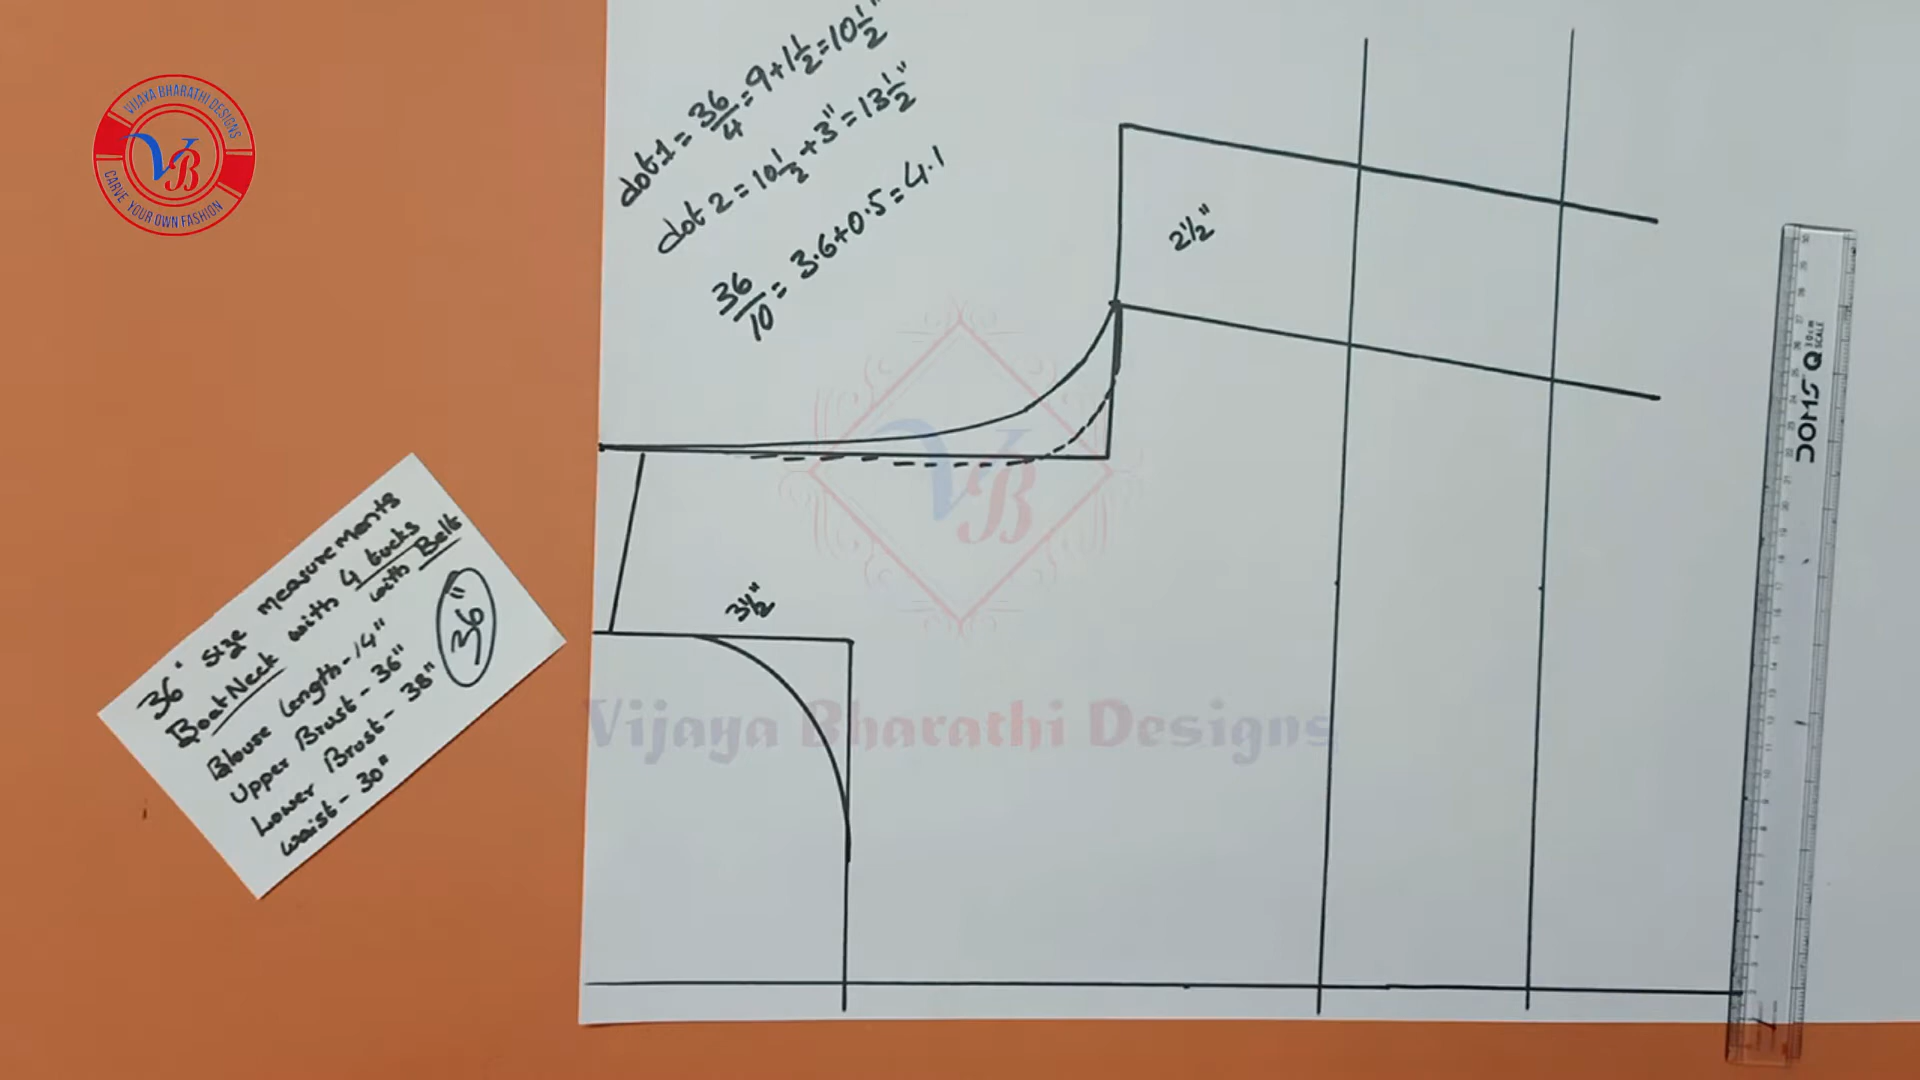 VIJAYA BHARATHI DESIGNS
VB
CARVE YOUR OWN FASHION
dot 1 = 36/4 = 9+1½ = 10½"
dot 2 = 10½ + 3" = 13½"
36/10 = 3.6+0.5 = 4.1
2½"
3½"
36" size measurements
Boat Neck with 4 tucks
with Belt
Blouse Length - 14"
Upper Brust - 36"
Lower Brust - 38"
waist - 30"
36"
VB
Vijaya Bharathi Designs
DOMS Q
30cm
SCALE